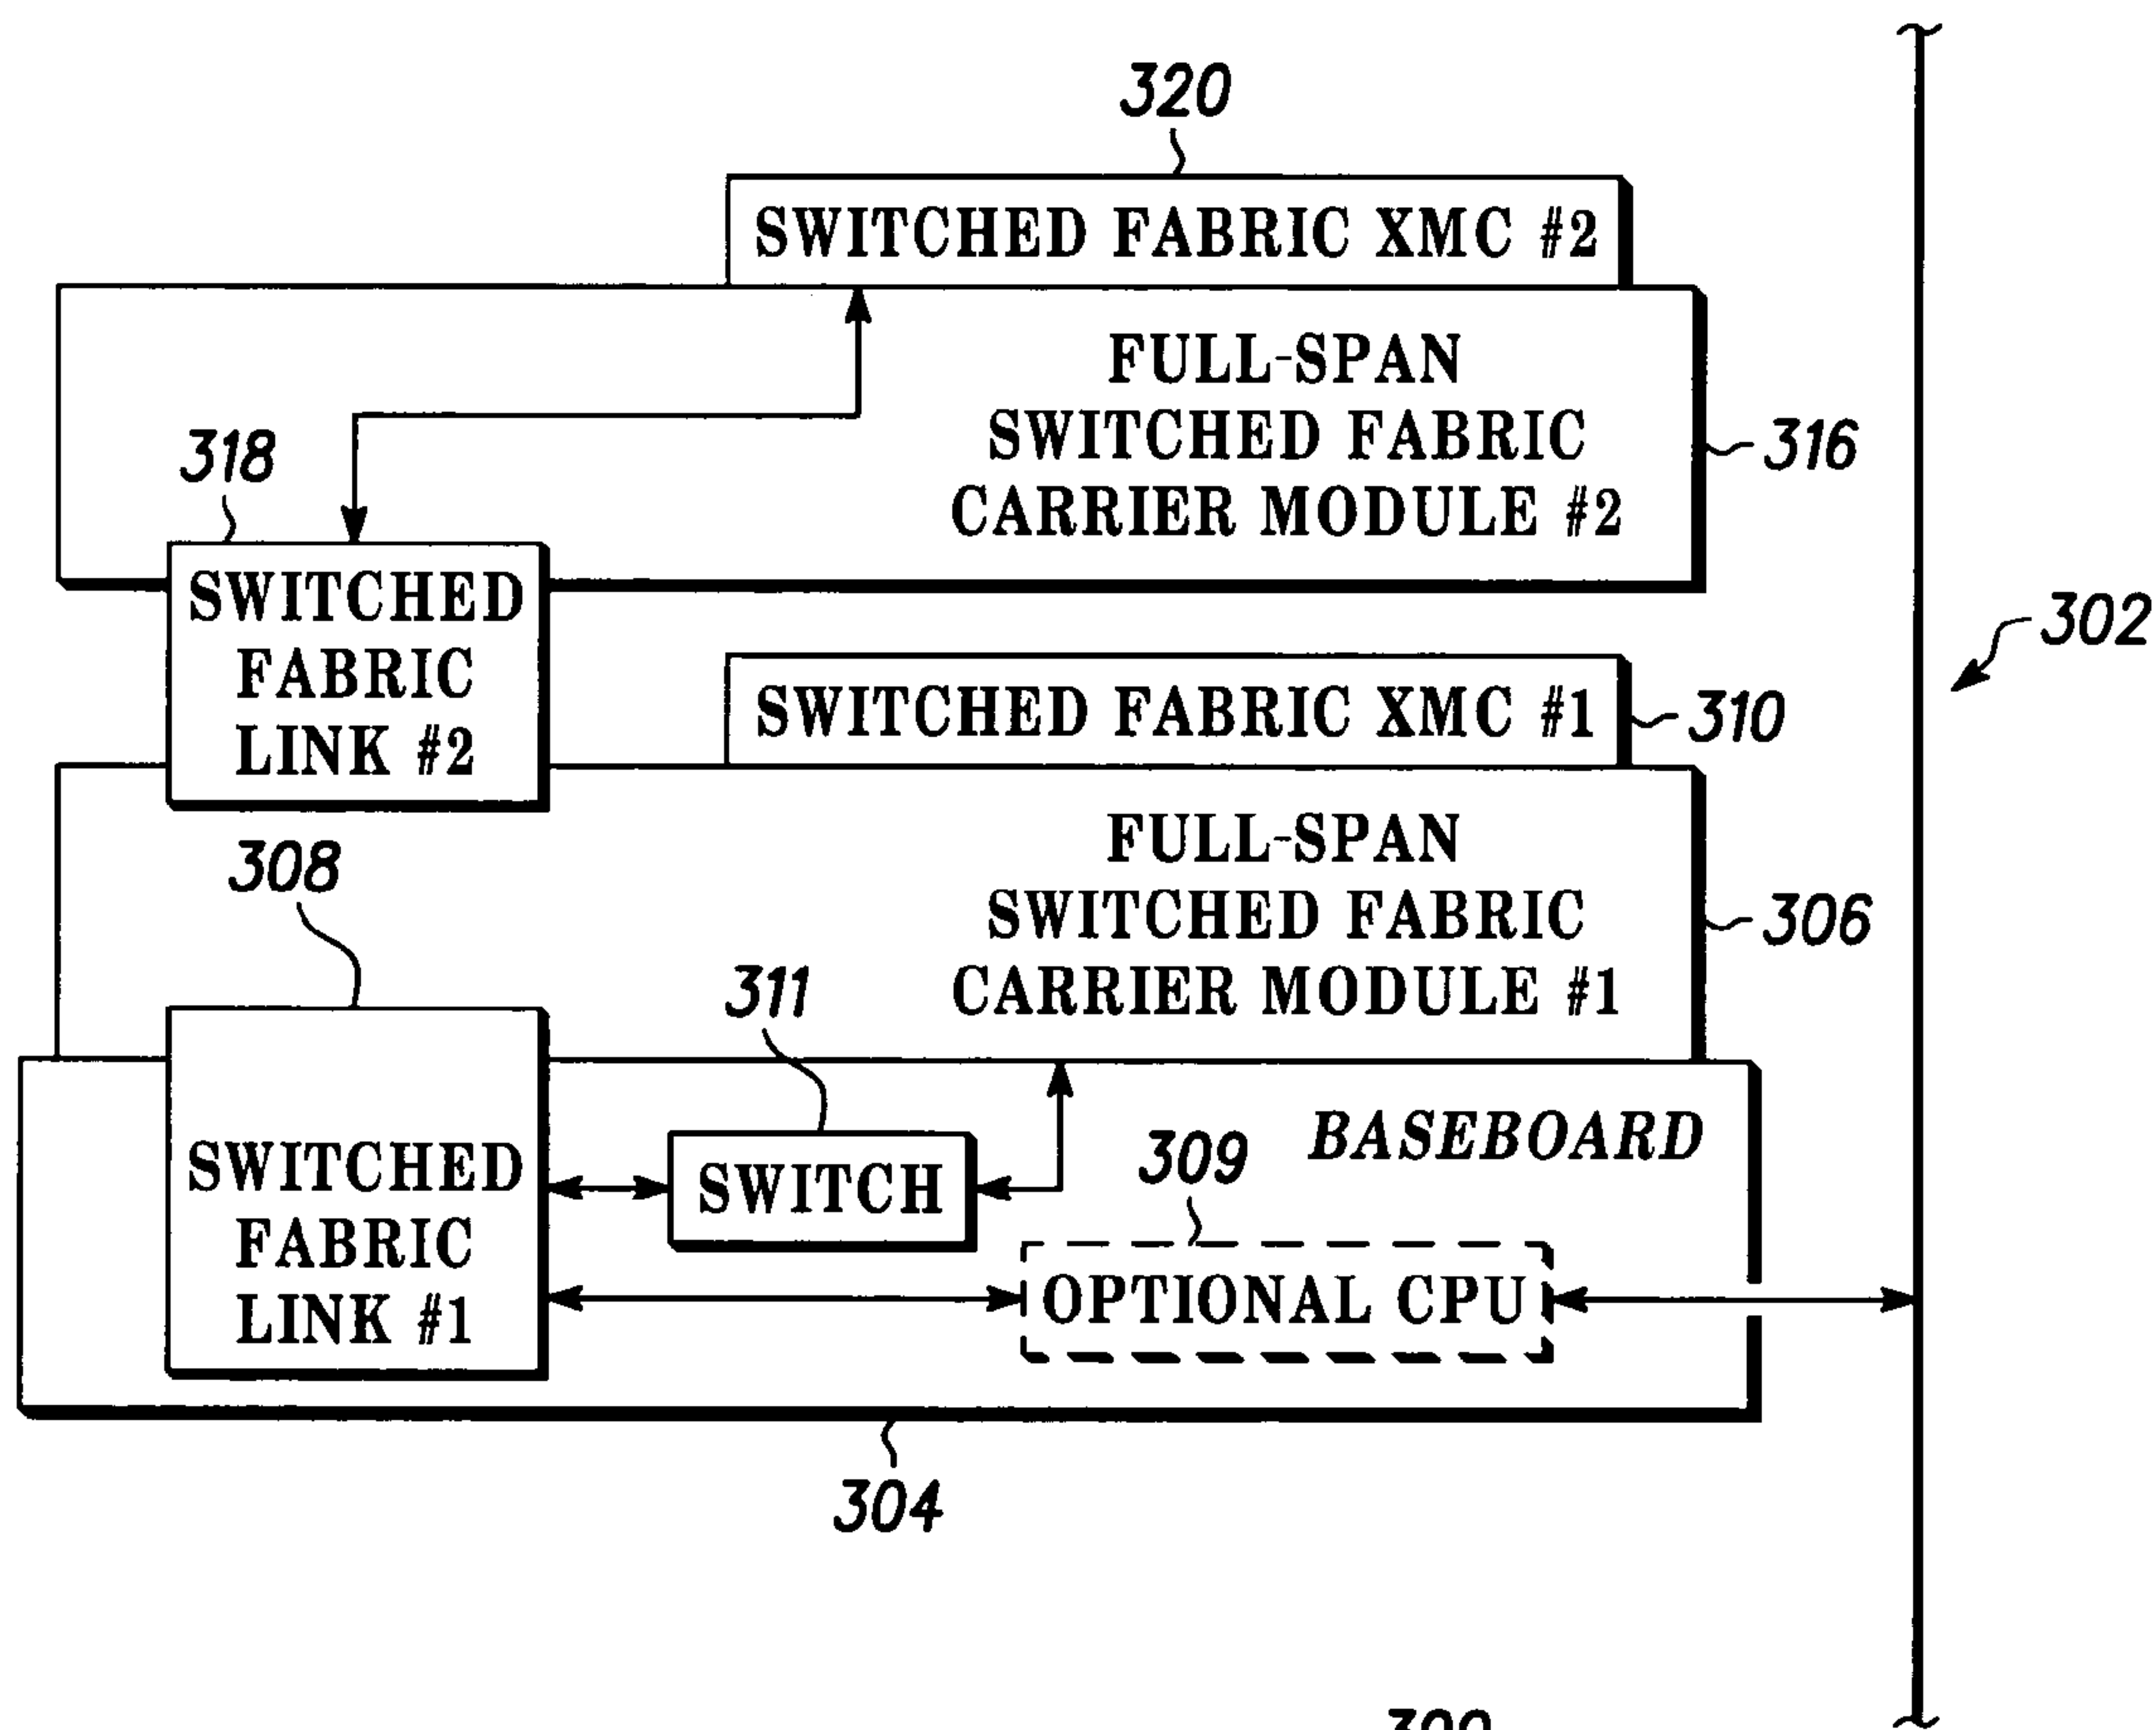 320
SWITCHED FABRIC XMC #2
FULL-SPAN
SWITCHED FABRIC
CARRIER MODULE #2
316
318
SWITCHED
FABRIC
LINK #2
302
SWITCHED FABRIC XMC #1
310
FULL-SPAN
SWITCHED FABRIC
CARRIER MODULE #1
306
308
311
BASEBOARD
309
SWITCHED
FABRIC
LINK #1
SWITCH
OPTIONAL CPU
304